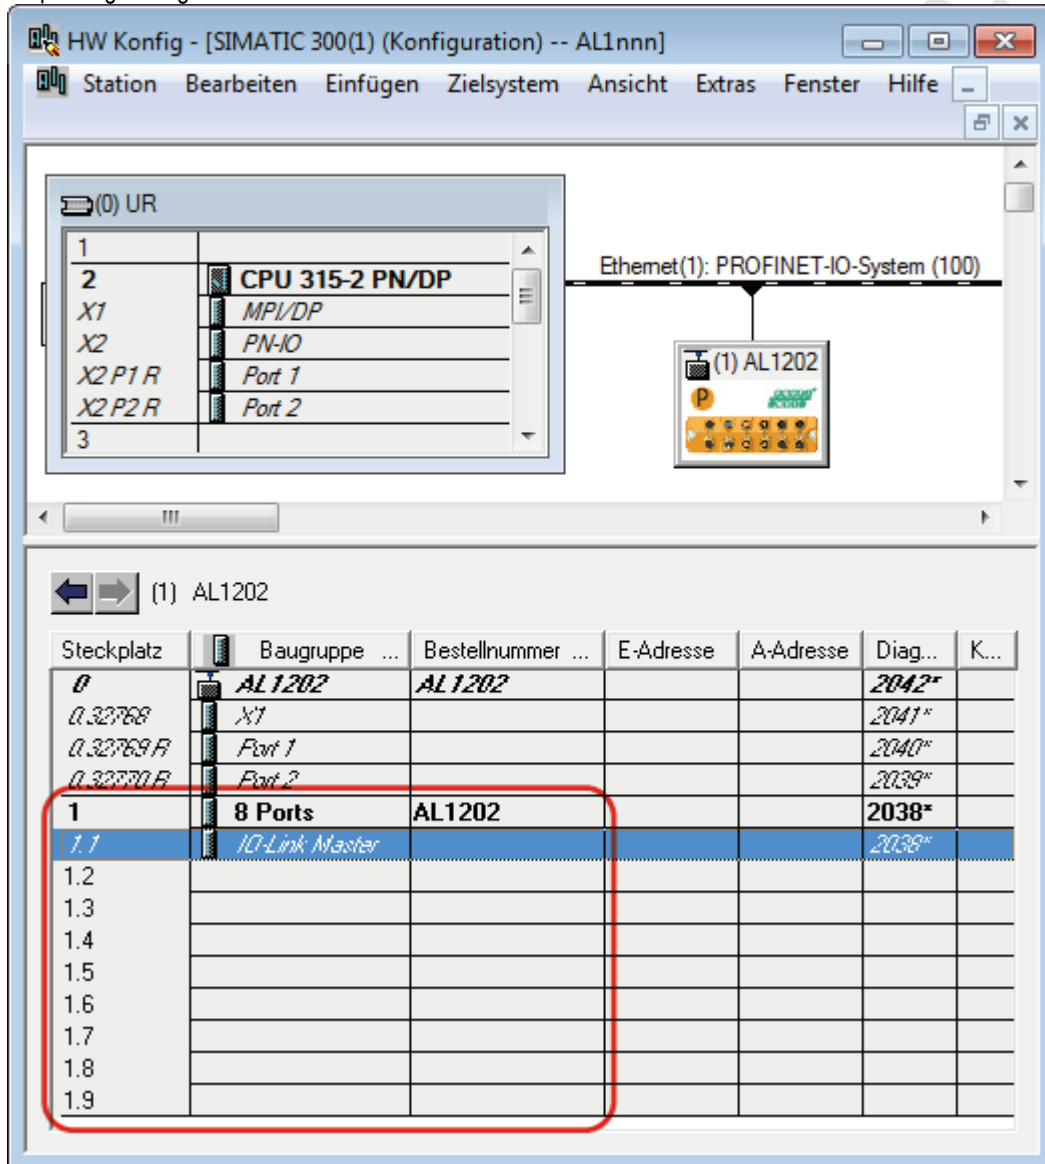 HW Konfig - [SIMATIC 300(1) (Konfiguration) -- AL1nnn]
Station Bearbeiten Einfügen Zielsystem Ansicht Extras Fenster Hilfe
(0) UR
1
2 CPU 315-2 PN/DP
X1 MPI/DP
X2 PN-IO
X2 P1 R Port 1
X2 P2 R Port 2
3
Ethernet(1): PROFINET-IO-System (100)
(1) AL1202
P
(1) AL1202
Steckplatz Baugruppe ... Bestellnummer ... E-Adresse A-Adresse Diag... K...
0 AL1202 AL1202 2042*
0.32768 X1 2041*
0.32769 R Port 1 2040*
0.32770 R Port 2 2039*
1 8 Ports AL1202 2038*
1.1 IO-Link Master 2038*
1.2
1.3
1.4
1.5
1.6
1.7
1.8
1.9